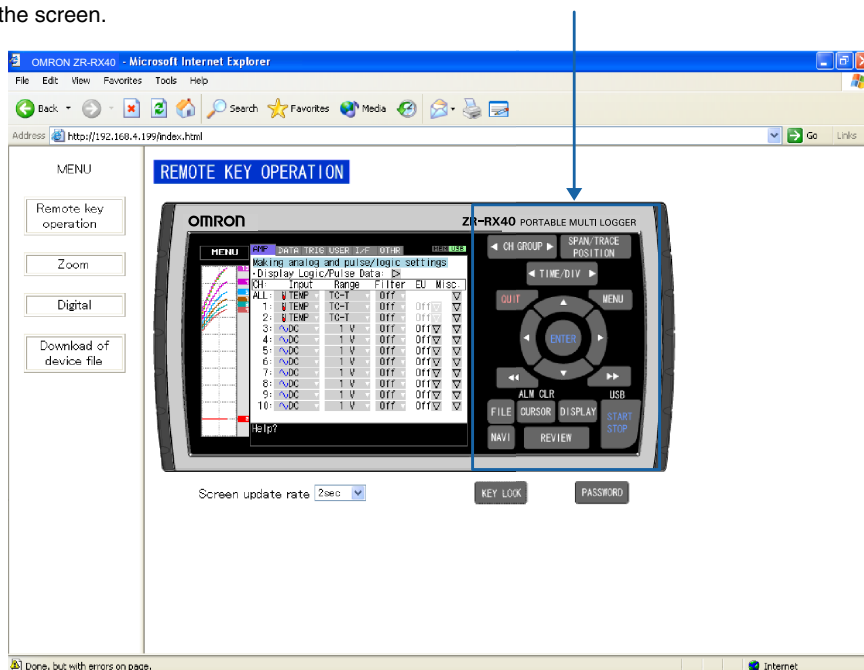 the screen.
OMRON ZR-RX40 - Microsoft Internet Explorer
File Edit View Favorites Tools Help
Back Search Favorites Media
Address http://192.168.4.199/index.html Go Links
MENU
REMOTE KEY OPERATION
Remote key
operation
Zoom
Digital
Download of
device file
OMRON ZR-RX40 PORTABLE MULTI LOGGER
MENU AMP DATA TRIG USER I/F OTHR USB
Making analog and pulse/logic settings
・Display Logic/Pulse Data:
CH: Input Range Filter EU Misc.
ALL: TEMP TC-T Off
1: TEMP TC-T Off Off
2: TEMP TC-T Off Off
3: DC 1 V Off Off
4: DC 1 V Off Off
5: DC 1 V Off Off
6: DC 1 V Off Off
7: DC 1 V Off Off
8: DC 1 V Off Off
9: DC 1 V Off Off
10: DC 1 V Off Off
Help?
CH GROUP SPAN/TRACE
POSITION
TIME/DIV
QUIT MENU
ENTER
ALM CLR USB
FILE CURSOR DISPLAY START
STOP
NAVI REVIEW
Screen update rate 2sec
KEY LOCK PASSWORD
Done, but with errors on page. Internet